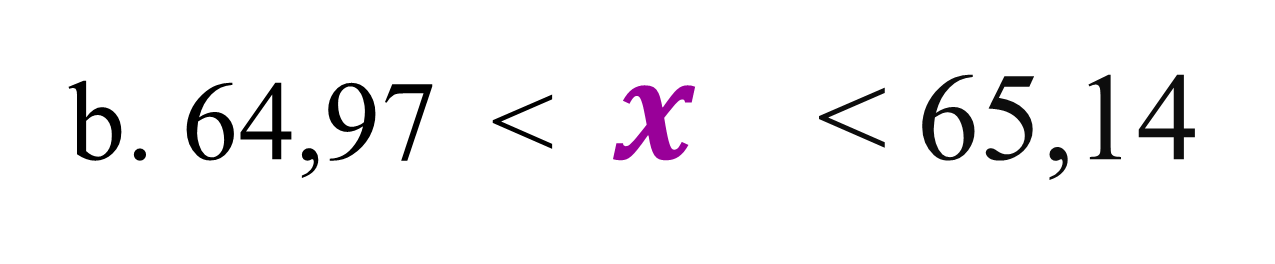 b. 64,97 < x < 65,14